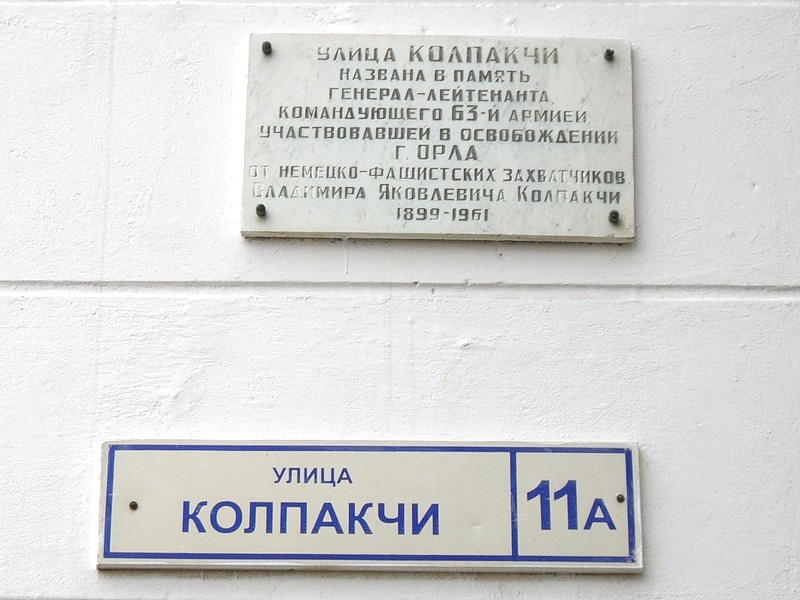 УЛИЦА КОЛПАКЧИ
НАЗВАНА В ПАМЯТЬ
ГЕНЕРАЛ-ЛЕЙТЕНАНТА,
КОМАНДУЮЩЕГО 63-Й АРМИЕЙ,
УЧАСТВОВАВШЕЙ В ОСВОБОЖДЕНИИ
Г. ОРЛА
ОТ НЕМЕЦКО-ФАШИСТСКИХ ЗАХВАТЧИКОВ,
ВЛАДИМИРА ЯКОВЛЕВИЧА КОЛПАКЧИ
1899-1961
УЛИЦА
КОЛПАКЧИ
11А